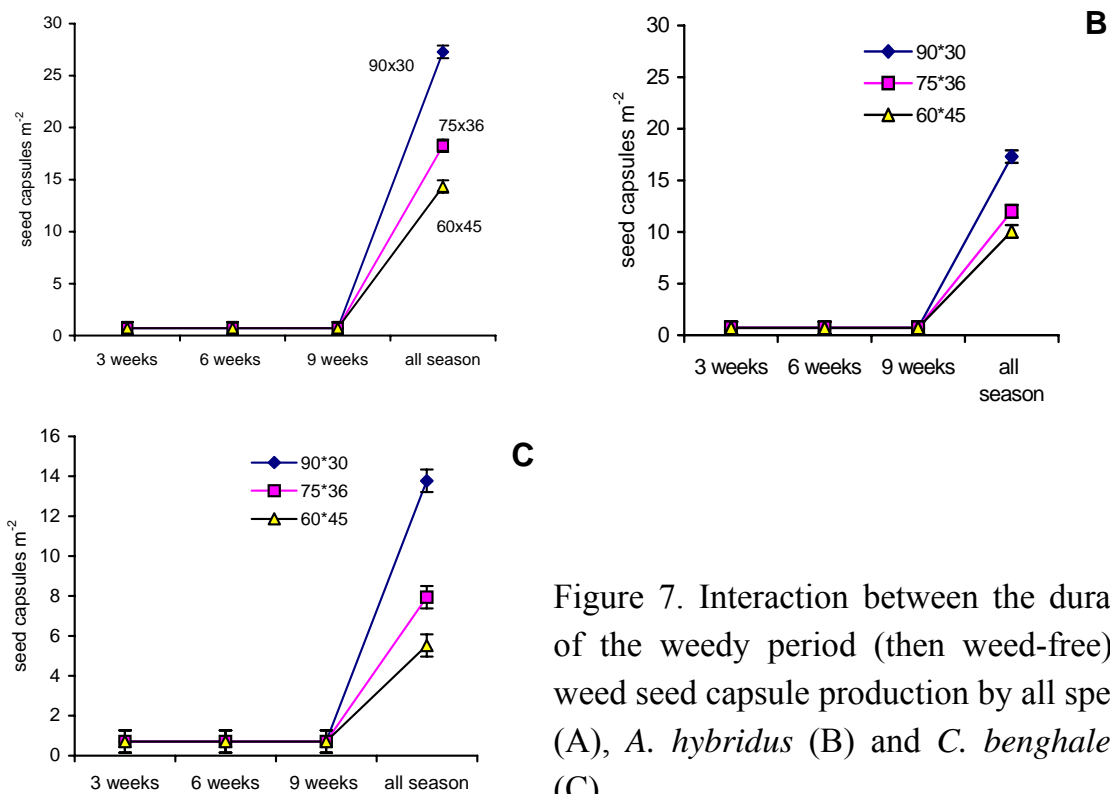 30
25
20
15
10
5
0
seed capsules m⁻²
90x30
75x36
60x45
3 weeks 6 weeks 9 weeks all season
B
30
25
20
15
10
5
0
seed capsules m⁻²
90*30
75*36
60*45
3 weeks 6 weeks 9 weeks all
season
C
16
14
12
10
8
6
4
2
0
seed capsules m⁻²
90*30
75*36
60*45
3 weeks 6 weeks 9 weeks all season
Figure 7. Interaction between the dura
of the weedy period (then weed-free)
weed seed capsule production by all spe
(A), A. hybridus (B) and C. benghale
(C)